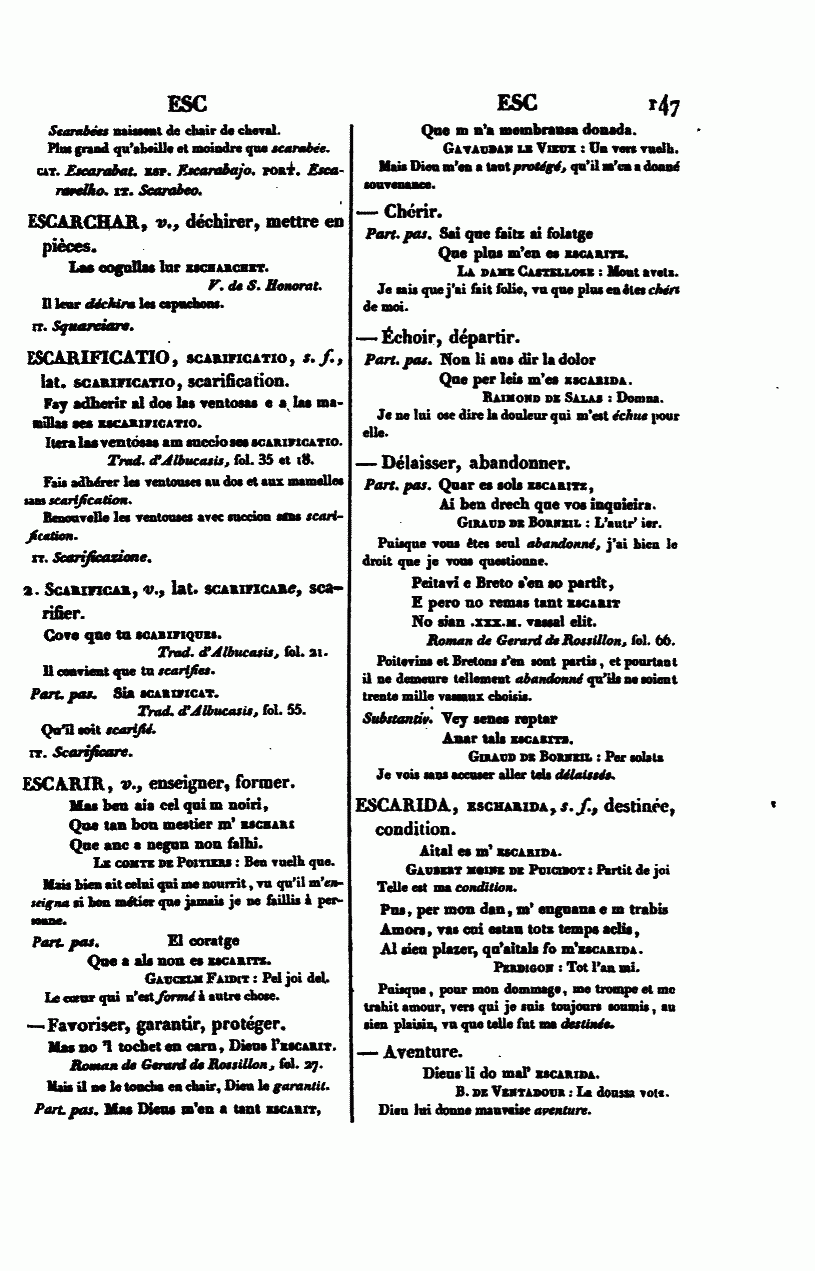 ESC
Scarabées naissent de chair de cheval.
Plus grand qu'abeille et moindre que scarabée.
CAT. Escarabat. ESP. Escarabajo. PORT. Esca-
ravelho. IT. Scarabeo.
ESCARCHAR, v., déchirer, mettre en
pièces.
Las cogullas lur ESCHARCHET.
V. de S. Honorat.
Il leur déchira les capuchons.
IT. Squarciare.
ESCARIFICATIO, SCARIFICATIO, s. f.,
lat. SCARIFICATIO, scarification.
Fay adherir al dos las ventosas e a las ma-
millas ses ESCARIFICATIO.
Itera las ventósas am succio ses SCARIFICATIO.
Trad. d'Albucasis, fol. 35 et 18.
Fais adhérer les ventouses au dos et aux mamelles
sans scarification.
Renouvelle les ventouses avec succion sans scari-
fication.
IT. Scarificazione.
2. SCARIFICAR, v., lat. SCARIFICARE, sca-
rifier.
Cove que tu SCARIFIQUES.
Trad. d'Albucasis, fol. 21.
Il convient que tu scarifies.
Part. pas. Sia SCARIFICAT.
Trad. d'Albucasis, fol. 55.
Qu'il soit scarifié.
IT. Scarificare.
ESCARIR, v., enseigner, former.
Mas ben aia cel qui m noiri,
Que tan bon mestier m' ESCHARI
Que anc a negun non falhi.
LE COMTE DE POITIERS : Ben vuelh que.
Mais bien ait celui qui me nourrit, vu qu'il m'en-
seigna si bon métier que jamais je ne faillis à per-
sonne.
Part. pas. El coratge
Que a als non es ESCARITZ.
GAUCELM FAIDIT : Pel joi del.
Le cœur qui n'est formé à autre chose.
— Favoriser, garantir, protéger.
Mas no 'l tochet en carn, Dieus l'ESCARIT.
Roman de Gerard de Rossillon, fol. 27.
Mais il ne le toucha en chair, Dieu le garantit.
Part. pas. Mas Dieus m'en a tant ESCARIT,
ESC 147
Que m n'a membransa donada.
GAVAUDAN LE VIEUX : Un vers vuelh.
Mais Dieu m'en a tant protégé, qu'il m'en a donné
souvenance.
— Chérir.
Part. pas. Sai que faitz ai folatge
Que plus m'en es ESCARITZ.
LA DAME CASTELLOZE : Mout avetz.
Je sais que j'ai fait folie, vu que plus en êtes chéri
de moi.
— Échoir, départir.
Part. pas. Non li aus dir la dolor
Que per leis m'es ESCARIDA.
RAIMOND DE SALAS : Domna.
Je ne lui ose dire la douleur qui m'est échue pour
elle.
— Délaisser, abandonner.
Part. pas. Quar es sols ESCARITZ,
Ai ben drech que vos inquieira.
GIRAUD DE BORNEIL : L'autr' ier.
Puisque vous êtes seul abandonné, j'ai bien le
droit que je vous questionne.
Peitavi e Breto s'en so partit,
E pero no remas tant ESCARIT
No sian .XXX.M. vassal elit.
Roman de Gerard de Rossillon, fol. 66.
Poitevins et Bretons s'en sont partis, et pourtant
il ne demeure tellement abandonné qu'ils ne soient
trente mille vassaux choisis.
Substantiv. Vey senes reptar
Anar tals ESCARITZ.
GIRAUD DE BORNEIL : Per solatz
Je vois sans accuser aller tels délaissés.
ESCARIDA, ESCHARIDA, s. f., destinée,
condition.
Aital es m' ESCARIDA.
GAUBERT MOINE DE PUICIBOT : Partit de joi
Telle est ma condition.
Pus, per mon dan, m' enguana e m trahis
Amors, vas cui estau totz temps aclis,
Al sieu plazer, qu'aitals fo m'ESCARIDA.
PERDIGON : Tot l'an mi.
Puisque, pour mon dommage, me trompe et me
trahit amour, vers qui je suis toujours soumis, au
sien plaisir, vu que telle fut ma destinée.
— Aventure.
Dieus li do mal' ESCARIDA.
B. DE VENTADOUR : La doussa votz.
Dieu lui donne mauvaise aventure.